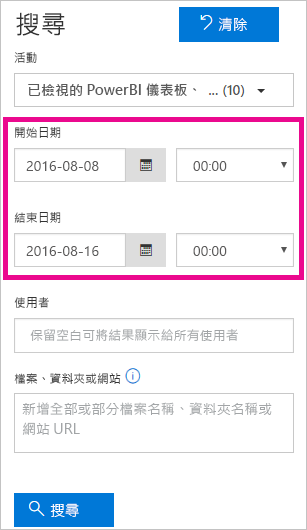 搜尋
清除
活動
已檢視的 PowerBI 儀表板、 ... (10)
開始日期
2016-08-08
00:00
結束日期
2016-08-16
00:00
使用者
保留空白可將結果顯示給所有使用者
檔案、資料夾或網站
新增全部或部分檔案名稱、資料夾名稱或
網站 URL
搜尋